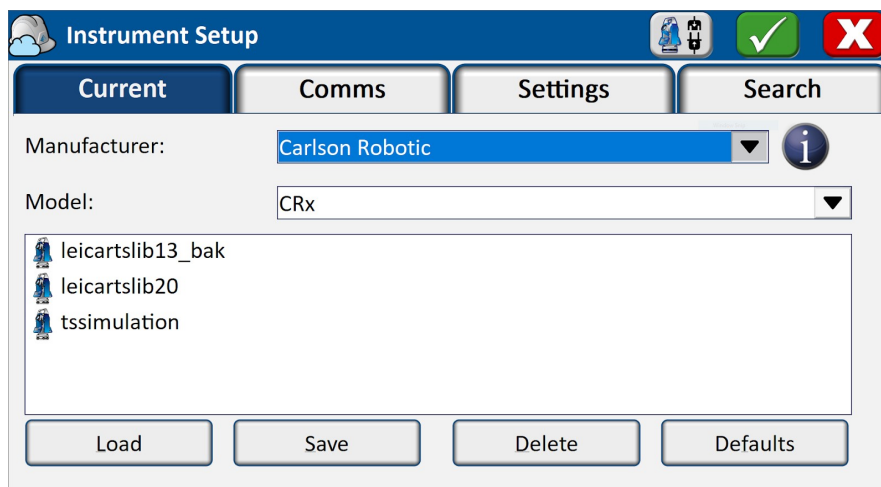 Instrument Setup
Current Comms Settings Search
Manufacturer: Carlson Robotic
Model: CRx
leicartslib13_bak
leicartslib20
tssimulation
Load Save Delete Defaults